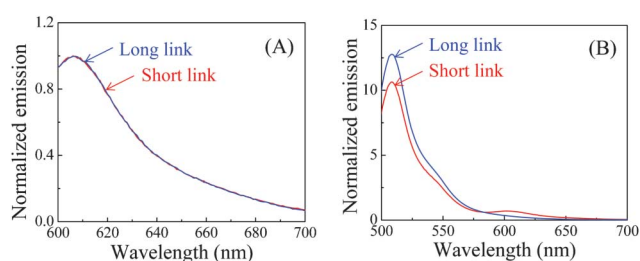 Normalized emission
1.2
0.8
0.4
0.0
600
620
640
660
680
700
Wavelength (nm)
Long link
Short link
(A)
Normalized emission
15
10
5
0
500
550
600
650
700
Wavelength (nm)
Long link
Short link
(B)